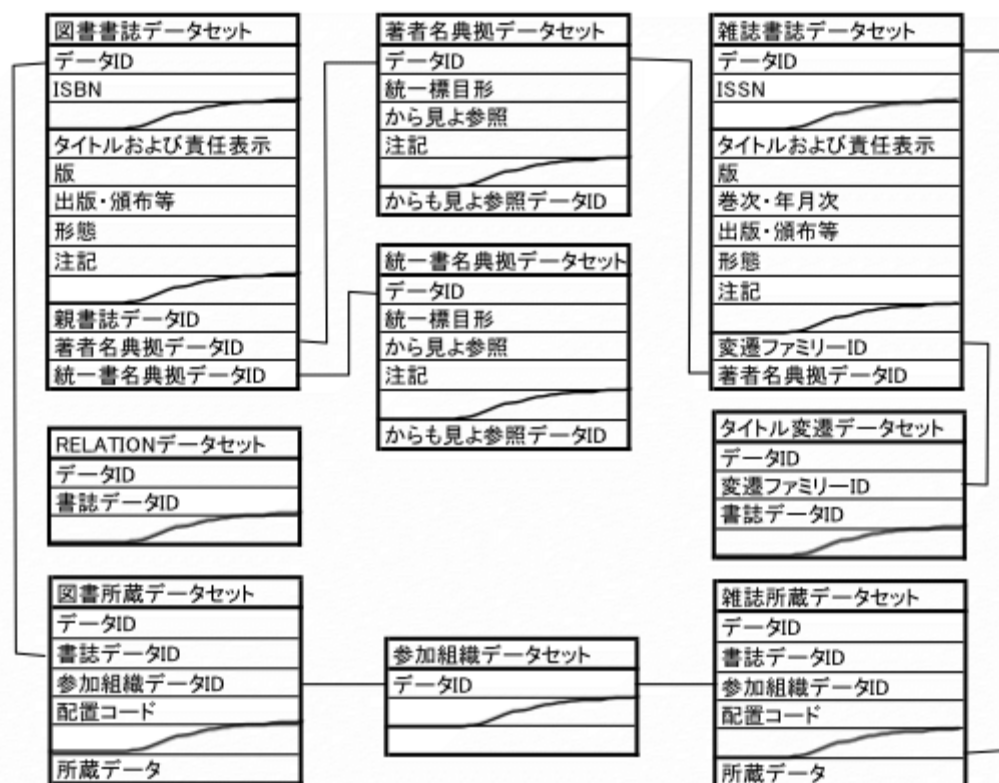 図書書誌データセット
データID
ISBN
タイトルおよび責任表示
版
出版・頒布等
形態
注記
親書誌データID
著者名典拠データID
統一書名典拠データID
著者名典拠データセット
データID
統一標目形
から見よ参照
注記
からも見よ参照データID
統一書名典拠データセット
データID
統一標目形
から見よ参照
注記
からも見よ参照データID
雑誌書誌データセット
データID
ISSN
タイトルおよび責任表示
版
巻次・年月次
出版・頒布等
形態
注記
変遷ファミリーID
著者名典拠データID
RELATIONデータセット
データID
書誌データID
タイトル変遷データセット
データID
変遷ファミリーID
書誌データID
図書所蔵データセット
データID
書誌データID
参加組織データID
配置コード
所蔵データ
参加組織データセット
データID
雑誌所蔵データセット
データID
書誌データID
参加組織データID
配置コード
所蔵データ